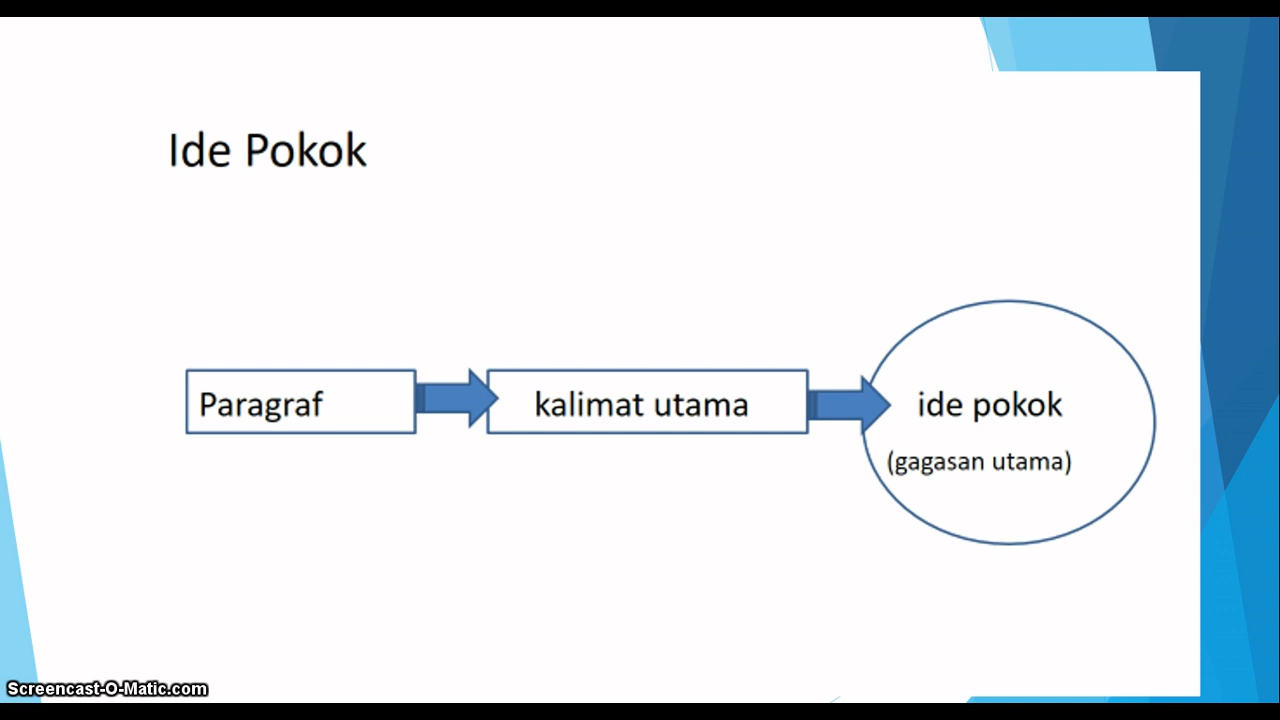 Ide Pokok
Paragraf
kalimat utama
ide pokok
(gagasan utama)
Screencast-O-Matic.com